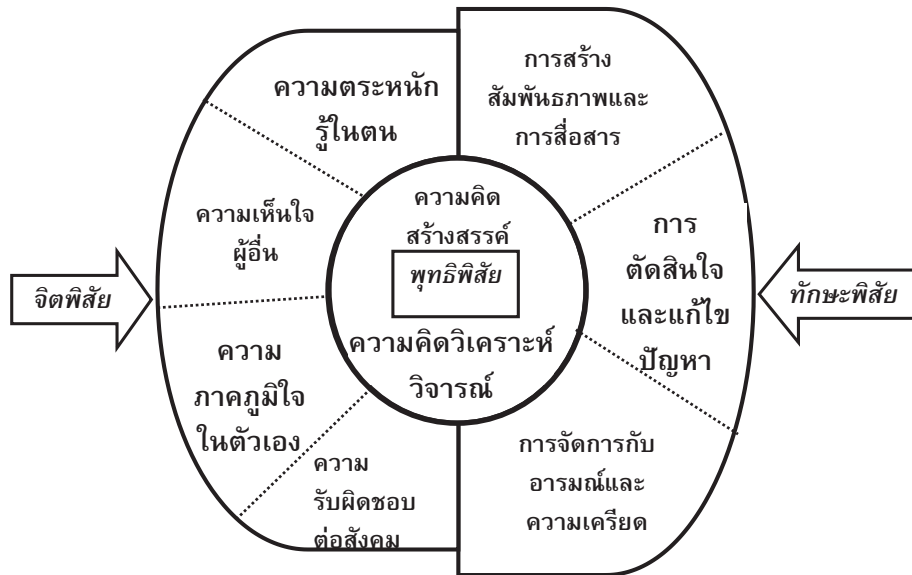 ความตระหนัก
รู้ในตน
การสร้าง
สัมพันธภาพและ
การสื่อสาร
ความเห็นใจ
ผู้อื่น
ความคิด
สร้างสรรค์
พุทธิพิสัย
ความคิดวิเคราะห์
วิจารณ์
การ
ตัดสินใจ
และแก้ไข
ปัญหา
จิตพิสัย
ทักษะพิสัย
ความ
ภาคภูมิใจ
ในตัวเอง
ความ
รับผิดชอบ
ต่อสังคม
การจัดการกับ
อารมณ์และ
ความเครียด